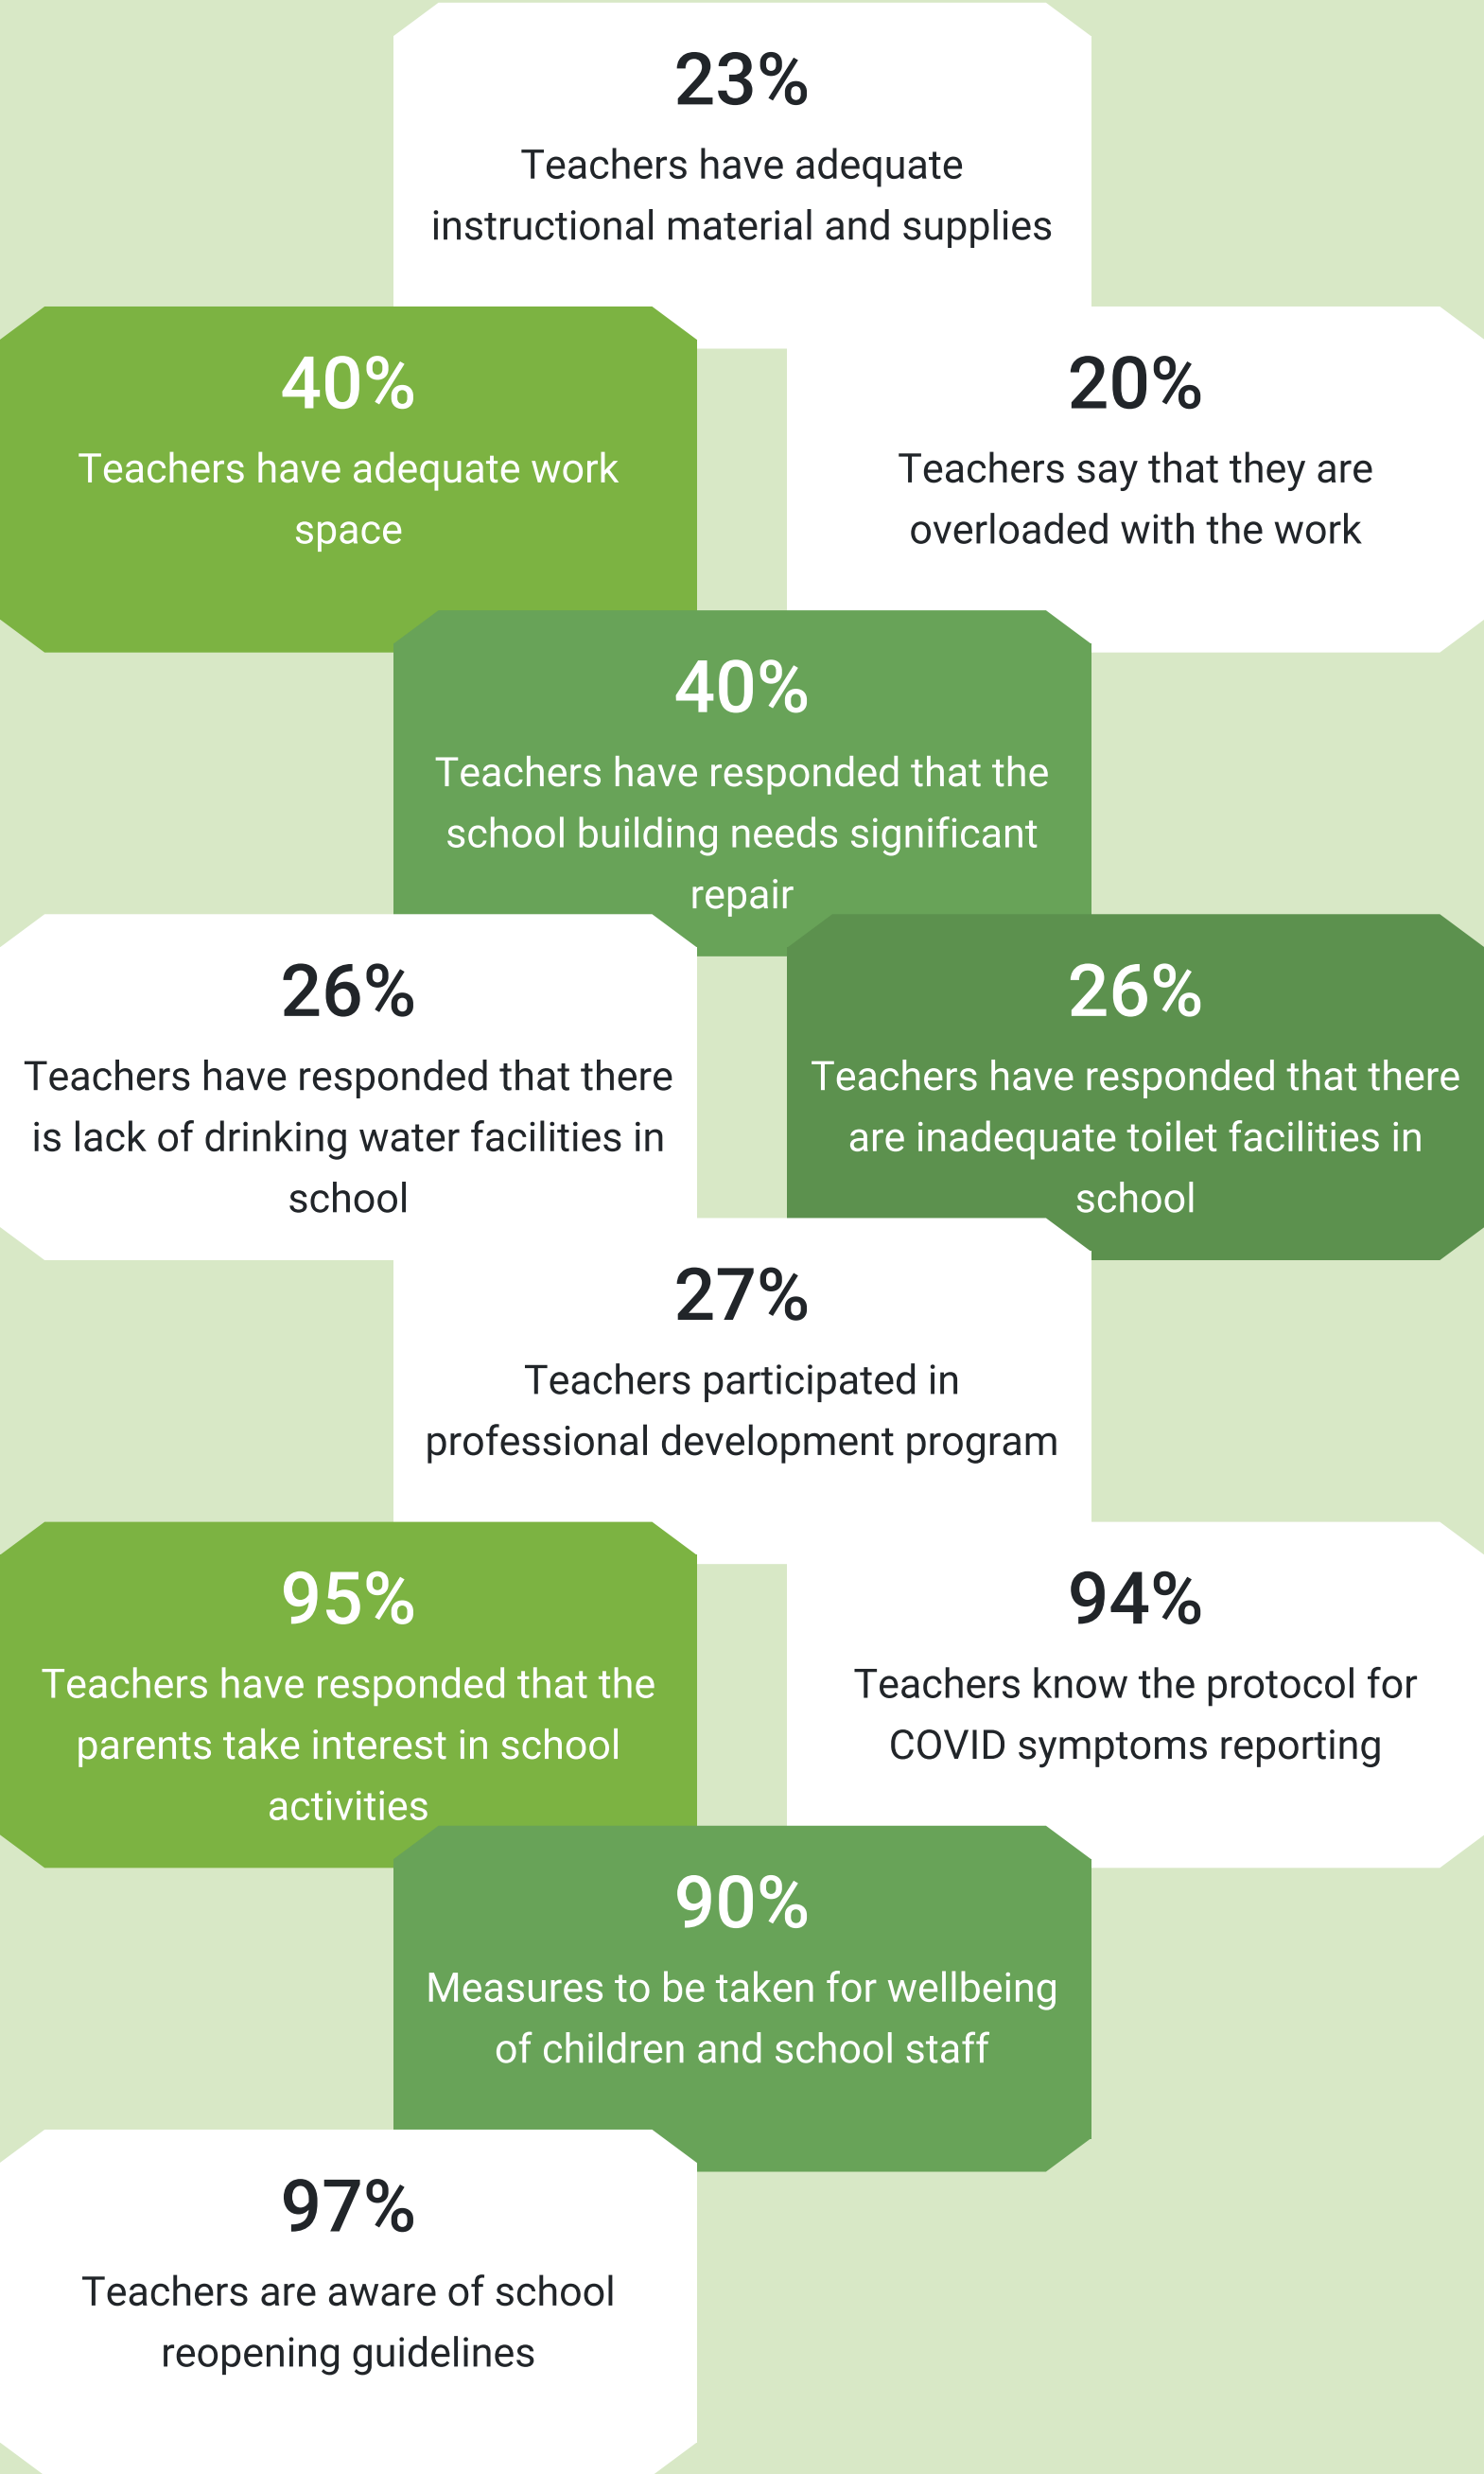 23%
Teachers have adequate
instructional material and supplies
40%
Teachers have adequate work
space
20%
Teachers say that they are
overloaded with the work
40%
Teachers have responded that the
school building needs significant
repair
26%
Teachers have responded that there
is lack of drinking water facilities in
school
26%
Teachers have responded that there
are inadequate toilet facilities in
school
27%
Teachers participated in
professional development program
95%
Teachers have responded that the
parents take interest in school
activities
94%
Teachers know the protocol for
COVID symptoms reporting
90%
Measures to be taken for wellbeing
of children and school staff
97%
Teachers are aware of school
reopening guidelines